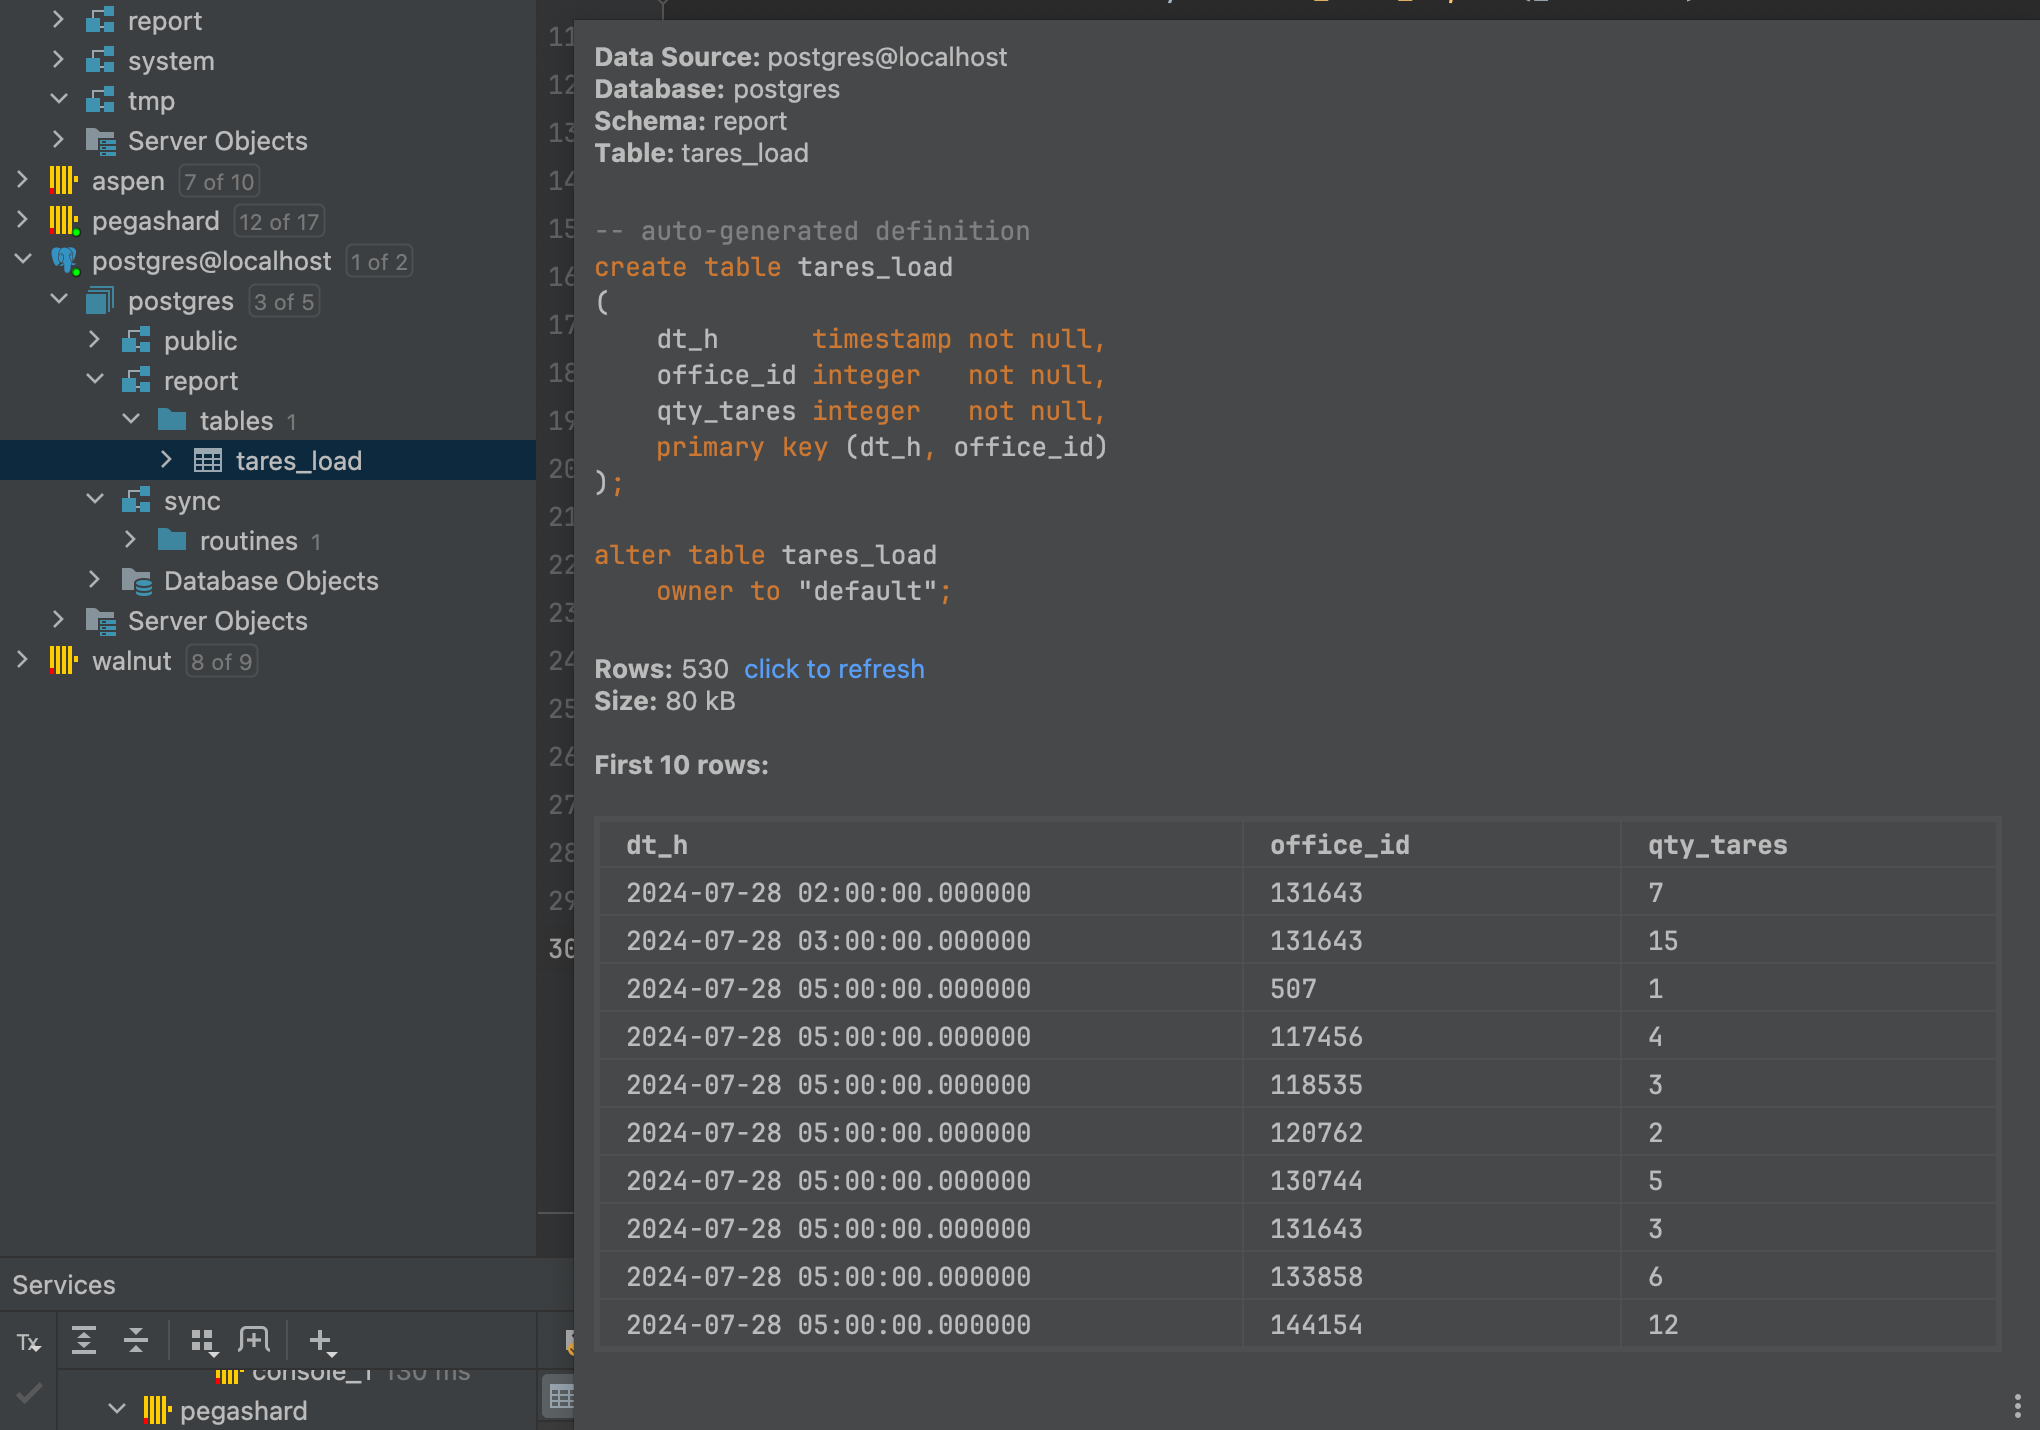 report
system
tmp
Server Objects
aspen 7 of 10
pegashard 12 of 17
postgres@localhost 1 of 2
postgres 3 of 5
public
report
tables 1
tares_load
sync
routines 1
Database Objects
Server Objects
walnut 8 of 9
Services
Tx
console_1 130 ms
pegashard
11
12
13
14
15
16
17
18
19
20
21
22
23
24
25
26
27
28
29
30
Data Source: postgres@localhost
Database: postgres
Schema: report
Table: tares_load
-- auto-generated definition
create table tares_load
(
dt_h timestamp not null,
office_id integer not null,
qty_tares integer not null,
primary key (dt_h, office_id)
);
alter table tares_load
owner to "default";
Rows: 530 click to refresh
Size: 80 kB
First 10 rows:
dt_h office_id qty_tares
2024-07-28 02:00:00.000000 131643 7
2024-07-28 03:00:00.000000 131643 15
2024-07-28 05:00:00.000000 507 1
2024-07-28 05:00:00.000000 117456 4
2024-07-28 05:00:00.000000 118535 3
2024-07-28 05:00:00.000000 120762 2
2024-07-28 05:00:00.000000 130744 5
2024-07-28 05:00:00.000000 131643 3
2024-07-28 05:00:00.000000 133858 6
2024-07-28 05:00:00.000000 144154 12